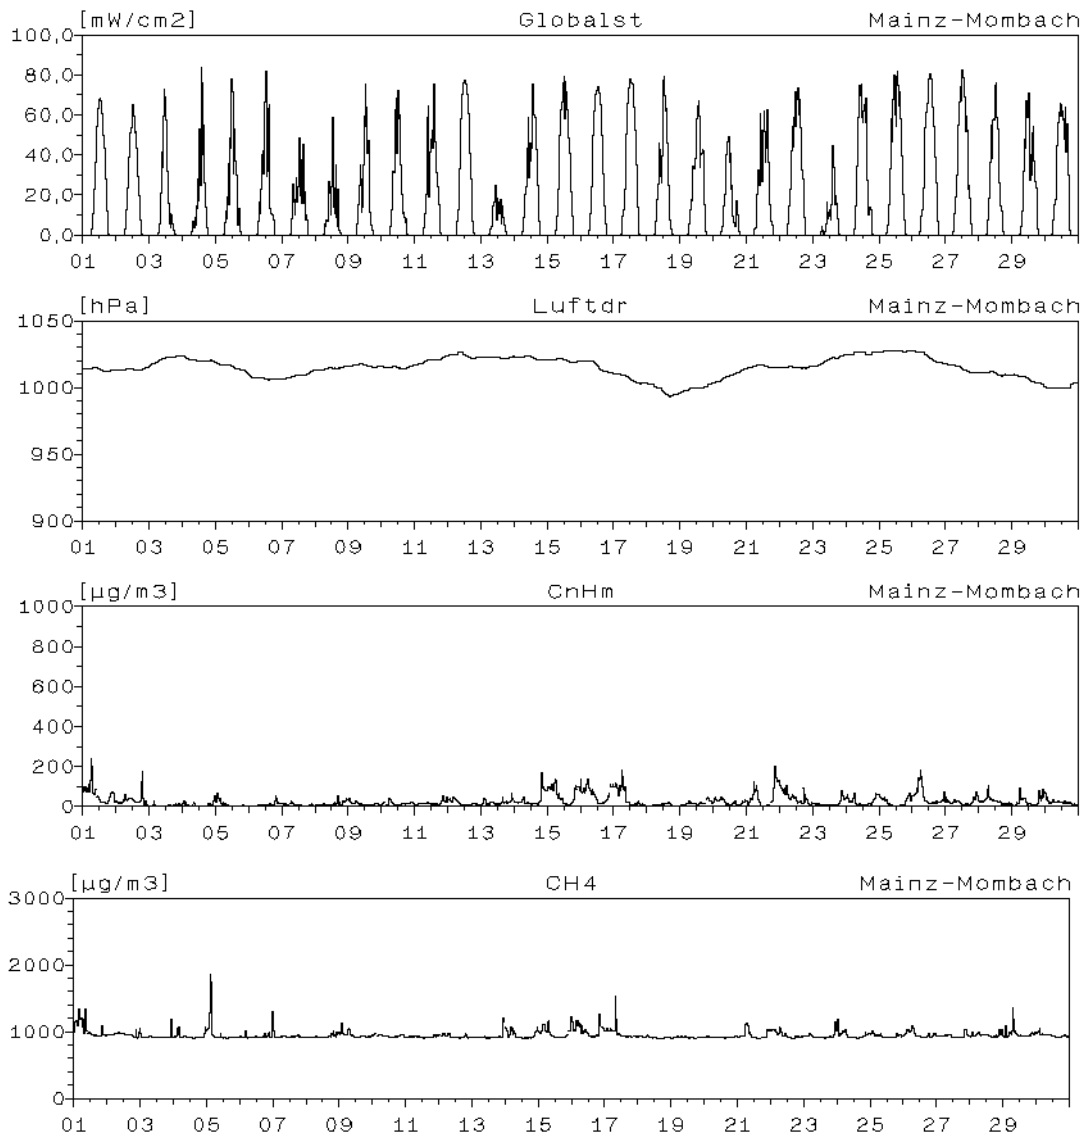 [mW/cm2] Globalst Mainz-Mombach
100,0
80,0
60,0
40,0
20,0
0,0
01 03 05 07 09 11 13 15 17 19 21 23 25 27 29
[hPa] Luftdr Mainz-Mombach
1050
1000
950
900
01 03 05 07 09 11 13 15 17 19 21 23 25 27 29
[µg/m3] CnHm Mainz-Mombach
1000
800
600
400
200
0
01 03 05 07 09 11 13 15 17 19 21 23 25 27 29
[µg/m3] CH4 Mainz-Mombach
3000
2000
1000
0
01 03 05 07 09 11 13 15 17 19 21 23 25 27 29